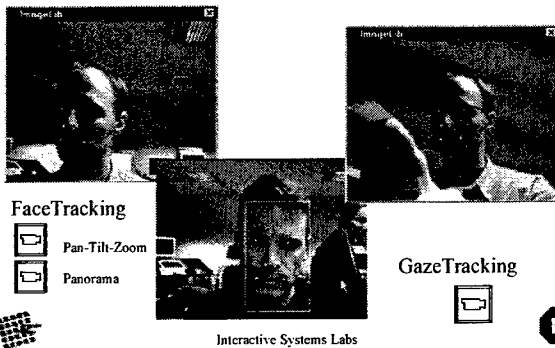 ImageLab
ImageLab
FaceTracking
Pan-Tilt-Zoom
Panorama
GazeTracking
Interactive Systems Labs